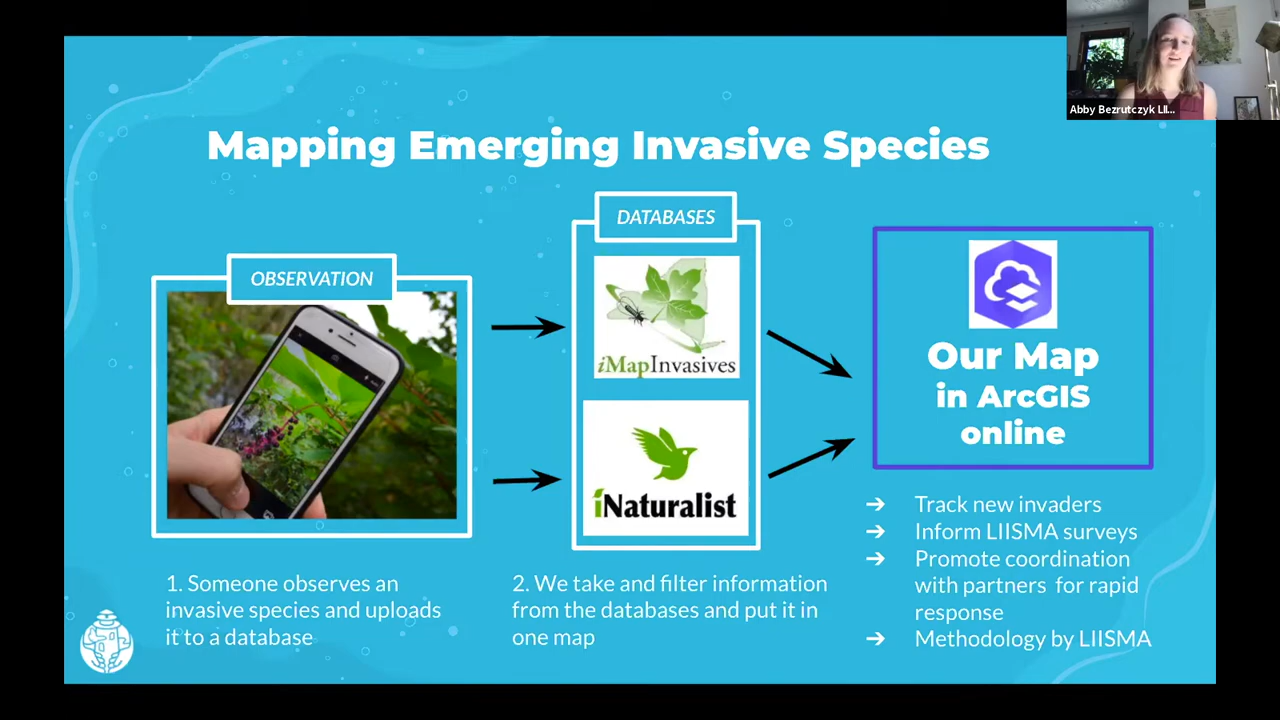 Abby Bezrutczyk LII...
Mapping Emerging Invasive Species
OBSERVATION
DATABASES
iMapInvasives
iNaturalist
Our Map
in ArcGIS
online
1. Someone observes an
invasive species and uploads
it to a database
2. We take and filter information
from the databases and put it in
one map
➔ Track new invaders
➔ Inform LIISMA surveys
➔ Promote coordination
with partners for rapid
response
➔ Methodology by LIISMA